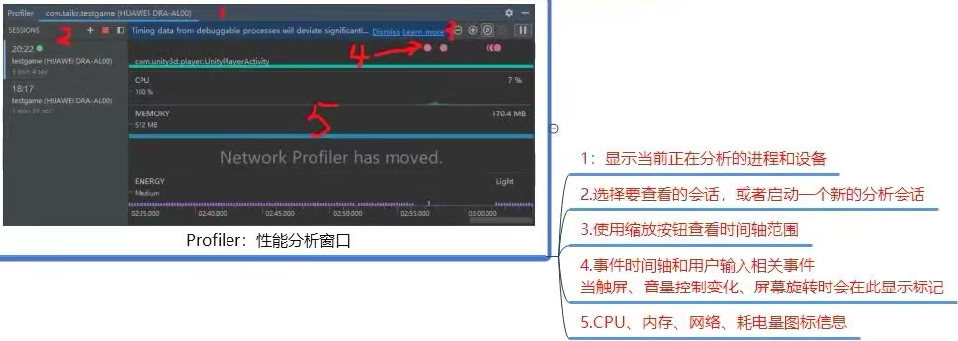 Profiler com.taikr.testgame (HUAWEI DRA-AL00) 1
SESSIONS
2
Timing data from debuggable processes will deviate significantl... Dismiss Learn more
3
20:22
testgame (HUAWEI DRA-AL00)
5 min 4 sec
18:17
testgame (HUAWEI DRA-AL00)
4
com.unity3d.player.UnityPlayerActivity
CPU 7 %
100 %
MEMORY 170.4 MB
512 MB
5
Network Profiler has moved.
ENERGY Light
Medium
02:35.000 02:40.000 02:45.000 02:50.000 02:55.000 03:00.000
Profiler：性能分析窗口
1：显示当前正在分析的进程和设备
2.选择要查看的会话，或者启动一个新的分析会话
3.使用缩放按钮查看时间轴范围
4.事件时间轴和用户输入相关事件
当触屏、音量控制变化、屏幕旋转时会在此显示标记
5.CPU、内存、网络、耗电量图标信息